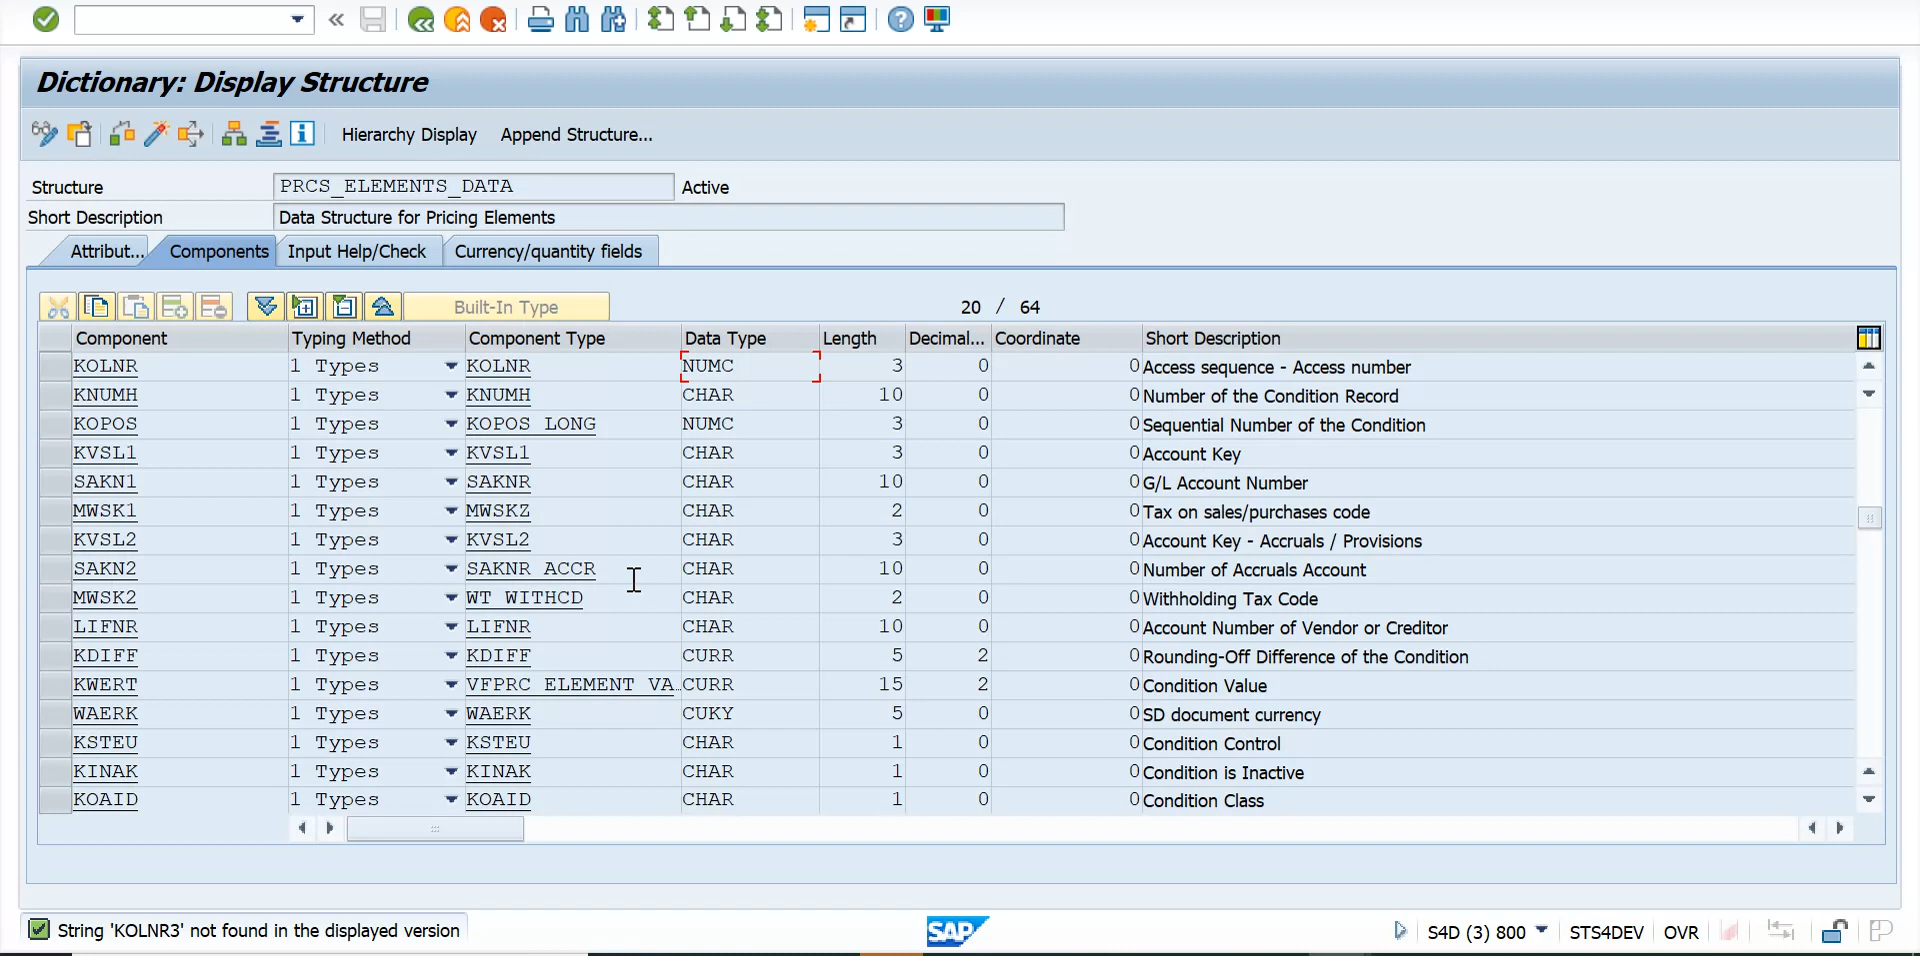 Dictionary: Display Structure
Hierarchy Display Append Structure...
Structure PRCS_ELEMENTS_DATA Active
Short Description Data Structure for Pricing Elements
Attribut... Components Input Help/Check Currency/quantity fields
Built-In Type 20 / 64
Component Typing Method Component Type Data Type Length Decimal... Coordinate Short Description
KOLNR 1 Types KOLNR NUMC 3 0 0 Access sequence - Access number
KNUMH 1 Types KNUMH CHAR 10 0 0 Number of the Condition Record
KOPOS 1 Types KOPOS_LONG NUMC 3 0 0 Sequential Number of the Condition
KVSL1 1 Types KVSL1 CHAR 3 0 0 Account Key
SAKN1 1 Types SAKNR CHAR 10 0 0 G/L Account Number
MWSK1 1 Types MWSKZ CHAR 2 0 0 Tax on sales/purchases code
KVSL2 1 Types KVSL2 CHAR 3 0 0 Account Key - Accruals / Provisions
SAKN2 1 Types SAKNR_ACCR CHAR 10 0 0 Number of Accruals Account
MWSK2 1 Types WT_WITHCD CHAR 2 0 0 Withholding Tax Code
LIFNR 1 Types LIFNR CHAR 10 0 0 Account Number of Vendor or Creditor
KDIFF 1 Types KDIFF CURR 5 2 0 Rounding-Off Difference of the Condition
KWERT 1 Types VFPRC_ELEMENT_VA... CURR 15 2 0 Condition Value
WAERK 1 Types WAERK CUKY 5 0 0 SD document currency
KSTEU 1 Types KSTEU CHAR 1 0 0 Condition Control
KINAK 1 Types KINAK CHAR 1 0 0 Condition is Inactive
KOAID 1 Types KOAID CHAR 1 0 0 Condition Class
String 'KOLNR3' not found in the displayed version SAP S4D (3) 800 STS4DEV OVR